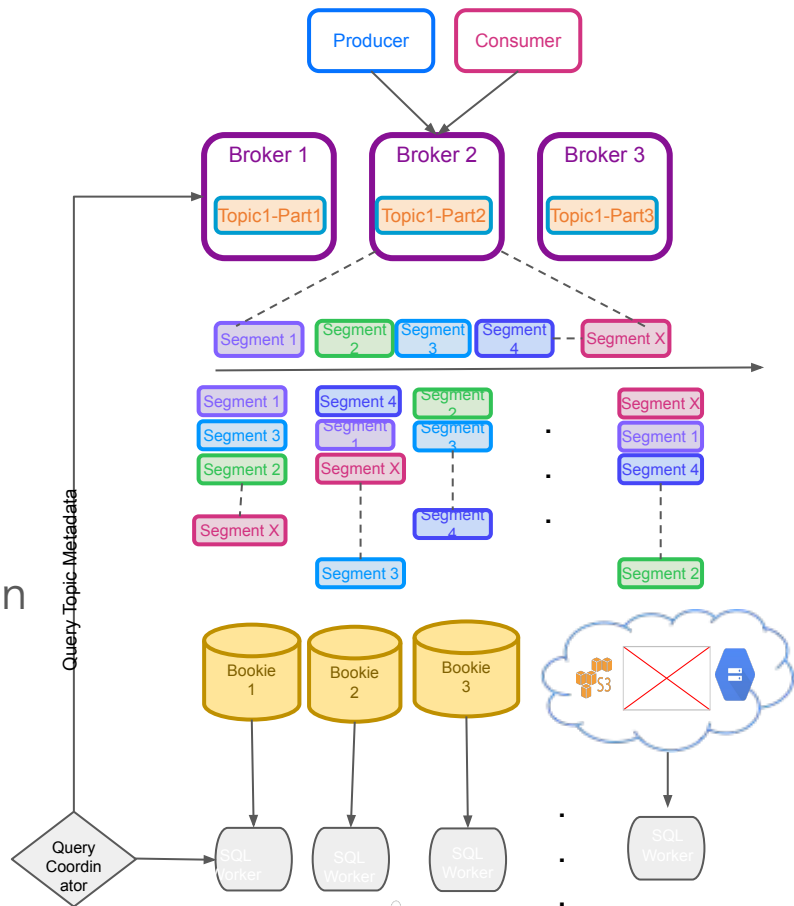 Producer
Consumer
Broker 1
Broker 2
Broker 3
Topic1-Part1
Topic1-Part2
Topic1-Part3
Segment 1
Segment
2
Segment
3
Segment
4
Segment X
Segment 1
Segment 4
Segment
2
Segment X
Segment 3
Segment
1
Segment
3
Segment 1
Segment 2
Segment X
Segment 4
Segment X
Segment
4
Segment 3
Segment 2
Query Topic Metadata
n
Bookie
1
Bookie
2
Bookie
3
S3
Query
Coordin
ator
SQL
Worker
SQL
Worker
SQL
Worker
SQL
Worker